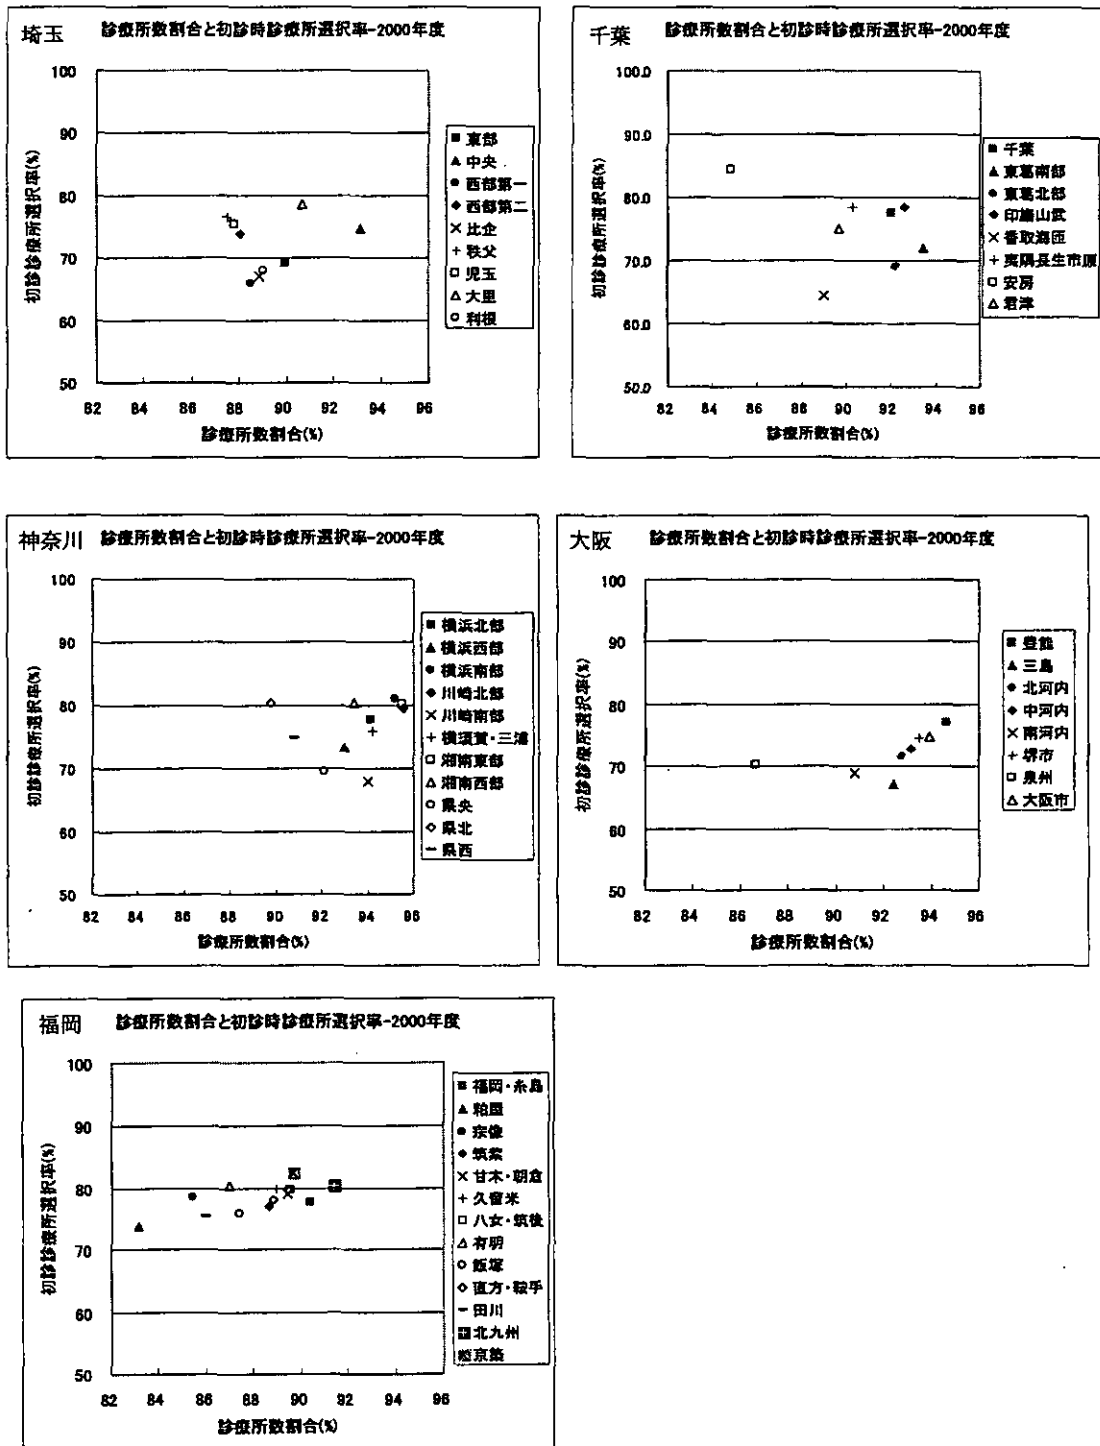 埼玉 診療所数割合と初診時診療所選択率-2000年度
初診診療所選択率(%)
100
90
80
70
60
50
82 84 86 88 90 92 94 96
診療所数割合(%)
東部
中央
西部第一
西部第二
比企
秩父
児玉
大里
利根
千葉 診療所数割合と初診時診療所選択率-2000年度
初診診療所選択率(%)
100.0
90.0
80.0
70.0
60.0
50.0
82 84 86 88 90 92 94 96
診療所数割合(%)
千葉
東葛南部
東葛北部
印旛山武
香取海匝
夷隅長生市原
安房
君津
神奈川 診療所数割合と初診時診療所選択率-2000年度
初診診療所選択率(%)
100
90
80
70
60
50
82 84 86 88 90 92 94 96
診療所数割合(%)
横浜北部
横浜西部
横浜南部
川崎北部
川崎南部
横須賀・三浦
湘南東部
湘南西部
県央
県北
県西
大阪 診療所数割合と初診時診療所選択率-2000年度
初診診療所選択率(%)
100
90
80
70
60
50
82 84 86 88 90 92 94 96
診療所数割合(%)
豊能
三島
北河内
中河内
南河内
堺市
泉州
大阪市
福岡 診療所数割合と初診時診療所選択率-2000年度
初診診療所選択率(%)
100
90
80
70
60
50
82 84 86 88 90 92 94 96
診療所数割合(%)
福岡・糸島
粕屋
宗像
筑紫
甘木・朝倉
久留米
八女・筑後
有明
飯塚
直方・鞍手
田川
北九州
京築